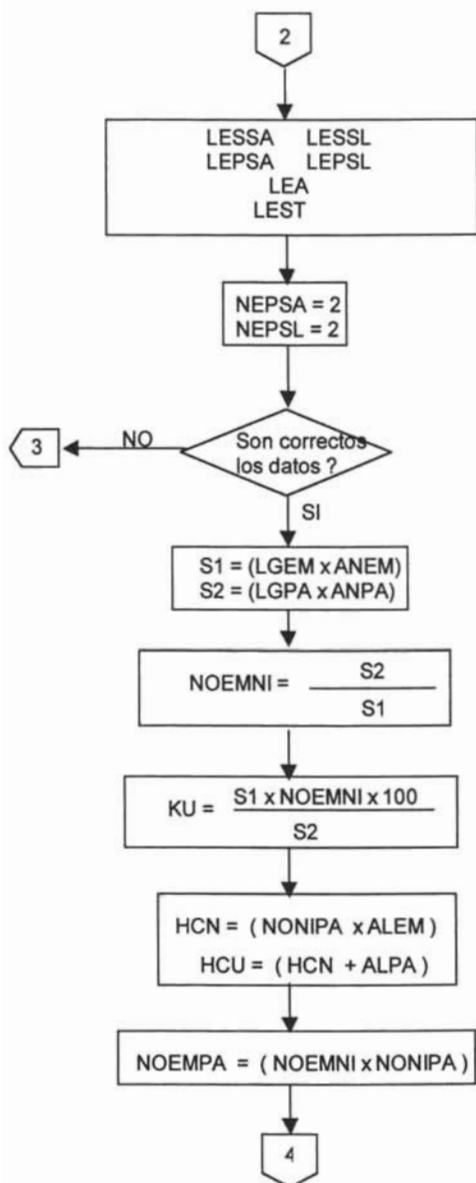 2
LESSA LESSL
LEPSA LEPSL
LEA
LEST
NEPSA = 2
NEPSL = 2
3
NO
Son correctos
los datos ?
SI
S1 = (LGEM x ANEM)
S2 = (LGPA x ANPA)
NOEMNI = S2
S1
KU = S1 x NOEMNI x 100
S2
HCN = ( NONIPA x ALEM )
HCU = ( HCN + ALPA )
NOEMPA = ( NOEMNI x NONIPA )
4